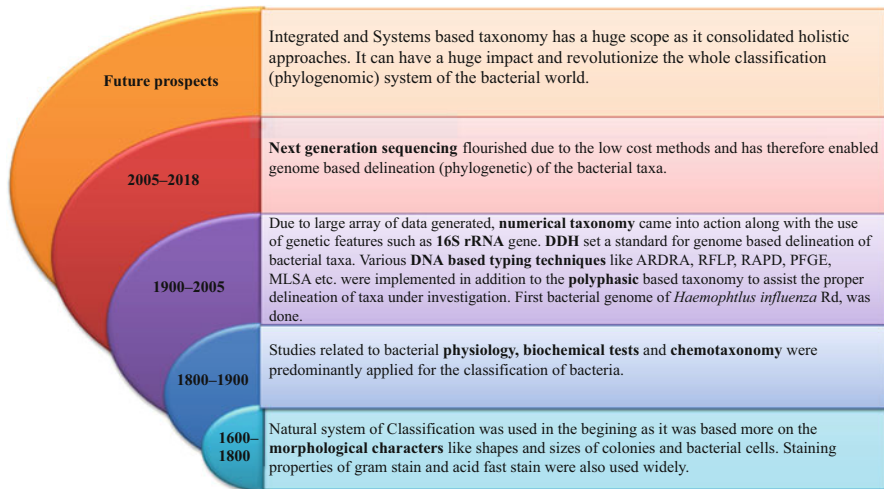 Future prospects
Integrated and Systems based taxonomy has a huge scope as it consolidated holistic
approaches. It can have a huge impact and revolutionize the whole classification
(phylogenomic) system of the bacterial world.
2005–2018
Next generation sequencing flourished due to the low cost methods and has therefore enabled
genome based delineation (phylogenetic) of the bacterial taxa.
1900–2005
Due to large array of data generated, numerical taxonomy came into action along with the use
of genetic features such as 16S rRNA gene. DDH set a standard for genome based delineation of
bacterial taxa. Various DNA based typing techniques like ARDRA, RFLP, RAPD, PFGE,
MLSA etc. were implemented in addition to the polyphasic based taxonomy to assist the proper
delineation of taxa under investigation. First bacterial genome of Haemophtlus influenza Rd, was
done.
1800–1900
Studies related to bacterial physiology, biochemical tests and chemotaxonomy were
predominantly applied for the classification of bacteria.
1600–
1800
Natural system of Classification was used in the begining as it was based more on the
morphological characters like shapes and sizes of colonies and bacterial cells. Staining
properties of gram stain and acid fast stain were also used widely.